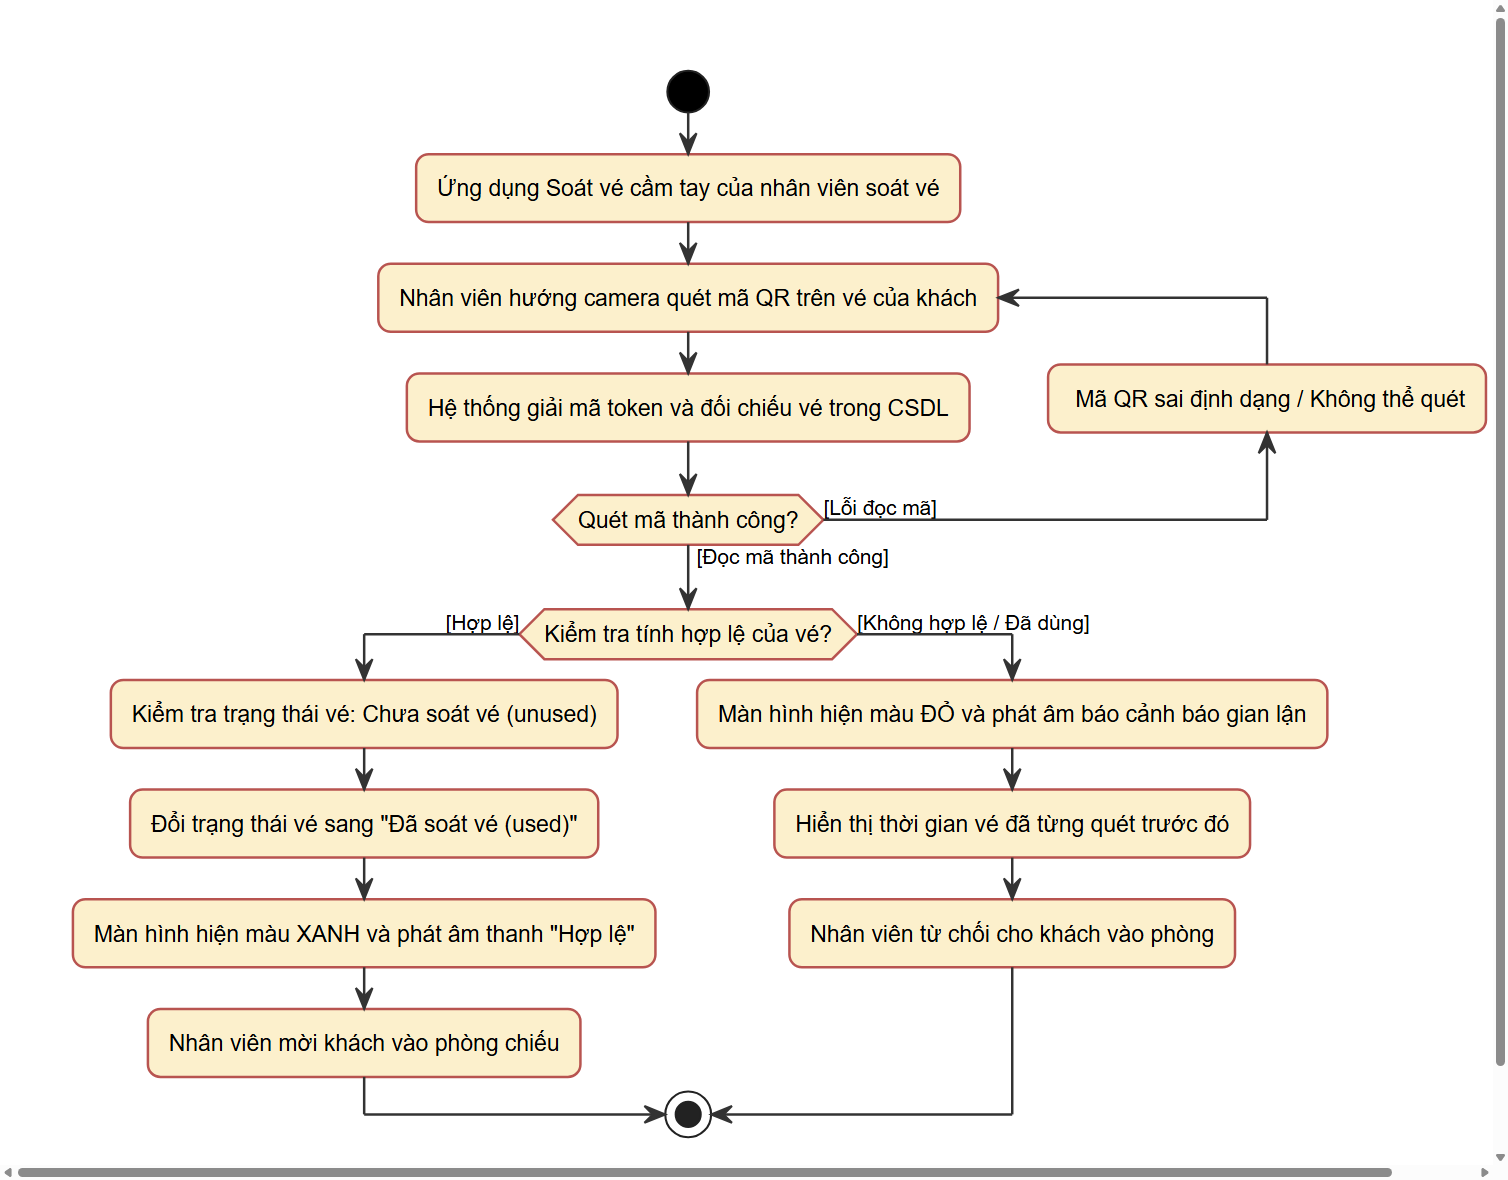 Ứng dụng Soát vé cầm tay của nhân viên soát vé
Nhân viên hướng camera quét mã QR trên vé của khách
Hệ thống giải mã token và đối chiếu vé trong CSDL
Mã QR sai định dạng / Không thể quét
Quét mã thành công?
[Lỗi đọc mã]
[Đọc mã thành công]
[Hợp lệ]
Kiểm tra tính hợp lệ của vé?
[Không hợp lệ / Đã dùng]
Kiểm tra trạng thái vé: Chưa soát vé (unused)
Màn hình hiện màu ĐỎ và phát âm báo cảnh báo gian lận
Đổi trạng thái vé sang "Đã soát vé (used)"
Hiển thị thời gian vé đã từng quét trước đó
Màn hình hiện màu XANH và phát âm thanh "Hợp lệ"
Nhân viên từ chối cho khách vào phòng
Nhân viên mời khách vào phòng chiếu